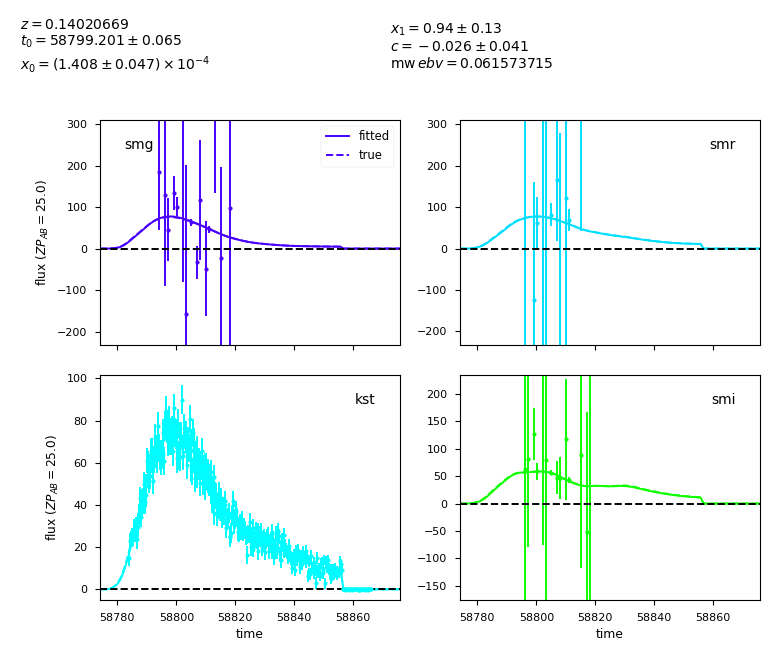 z = 0.14020669
t₀ = 58799.201 ± 0.065
x₀ = (1.408 ± 0.047) × 10⁻⁴
x₁ = 0.94 ± 0.13
c = −0.026 ± 0.041
mw ebv = 0.061573715
smg
fitted
true
300
200
100
0
−100
−200
flux (ZP_AB = 25.0)
smr
300
200
100
0
−100
−200
kst
100
80
60
40
20
0
flux (ZP_AB = 25.0)
58780 58800 58820 58840 58860
time
smi
200
150
100
50
0
−50
−100
−150
58780 58800 58820 58840 58860
time